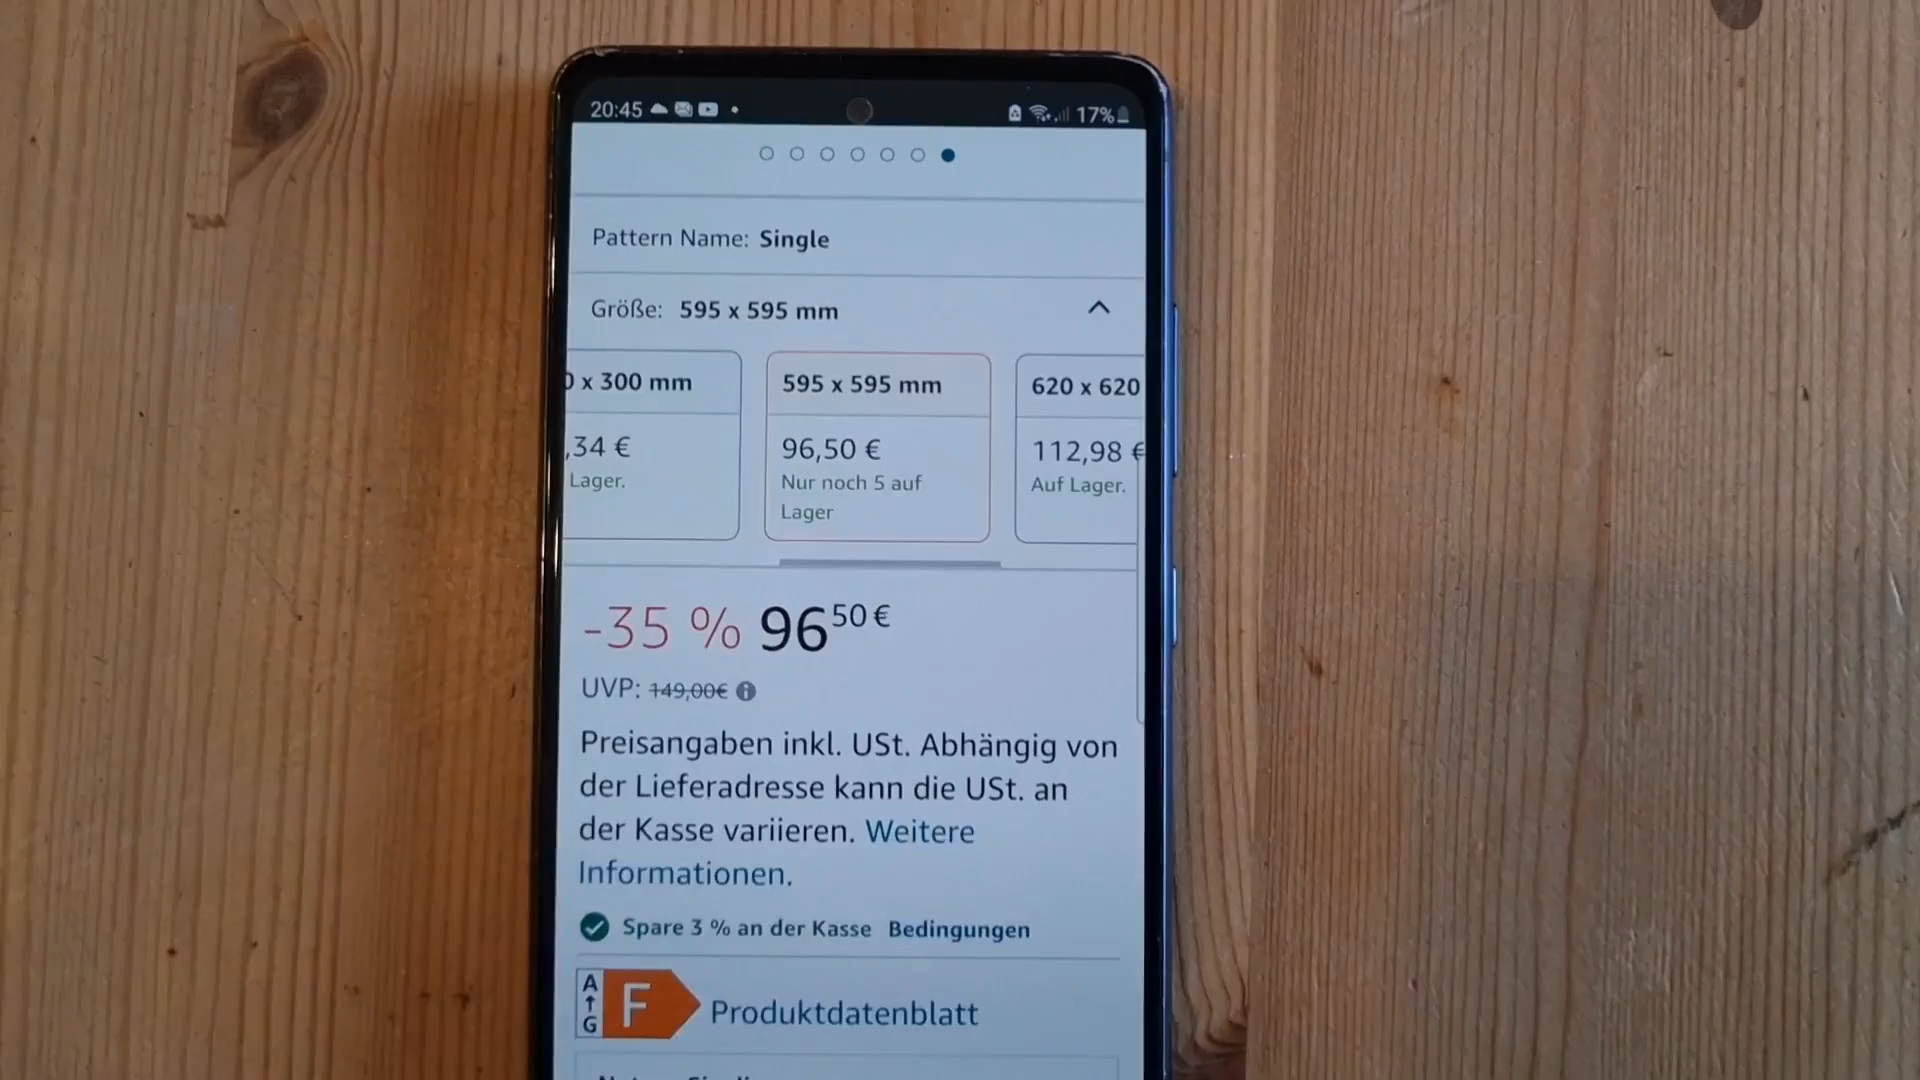 20:45 17%
Pattern Name: Single
Größe: 595 x 595 mm
x 300 mm 595 x 595 mm 620 x 620
,34 € 96,50 € 112,98 €
Lager. Nur noch 5 auf Auf Lager.
Lager
-35 % 96 50 €
UVP: 149,00€
Preisangaben inkl. USt. Abhängig von
der Lieferadresse kann die USt. an
der Kasse variieren. Weitere
Informationen.
Spare 3 % an der Kasse Bedingungen
A
↑
G
F Produktdatenblatt